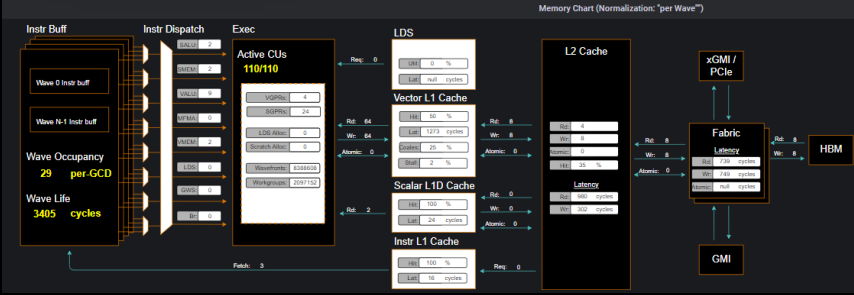 Memory Chart (Normalization: "per Wave"")
Instr Buff
Wave 0 Instr buff
Wave N-1 Instr buff
Wave Occupancy
29 per-GCD
Wave Life
3405 cycles
Instr Dispatch
SALU: 2
SMEM: 2
VALU: 9
MFMA: 0
VMEM: 2
LDS: 0
GWS: 0
Br: 0
Exec
Active CUs
110/110
VGPRs: 4
SGPRs: 24
LDS Alloc: 0
Scratch Alloc: 0
Wavefronts: 8388608
Workgroups: 2097152
Req: 0
Rd: 64
Wr: 64
Atomic: 0
Rd: 2
Fetch: 3
LDS
Util: 0 %
Lat: null cycles
Vector L1 Cache
Hit: 50 %
Lat: 1273 cycles
Coales: 25 %
Stall: 2 %
Scalar L1D Cache
Hit: 100 %
Lat: 24 cycles
Instr L1 Cache
Hit: 100 %
Lat: 16 cycles
Rd: 8
Wr: 8
Atomic: 0
Rd: 0
Wr: 0
Atomic: 0
Req: 0
L2 Cache
Rd: 4
Wr: 8
Atomic: 0
Hit: 35 %
Latency
Rd: 980 cycles
Wr: 302 cycles
Rd: 8
Wr: 8
Atomic: 0
xGMI /
PCIe
Fabric
Latency
Rd: 739 cycles
Wr: 749 cycles
Atomic: null cycles
GMI
Rd: 8
Wr: 8
HBM